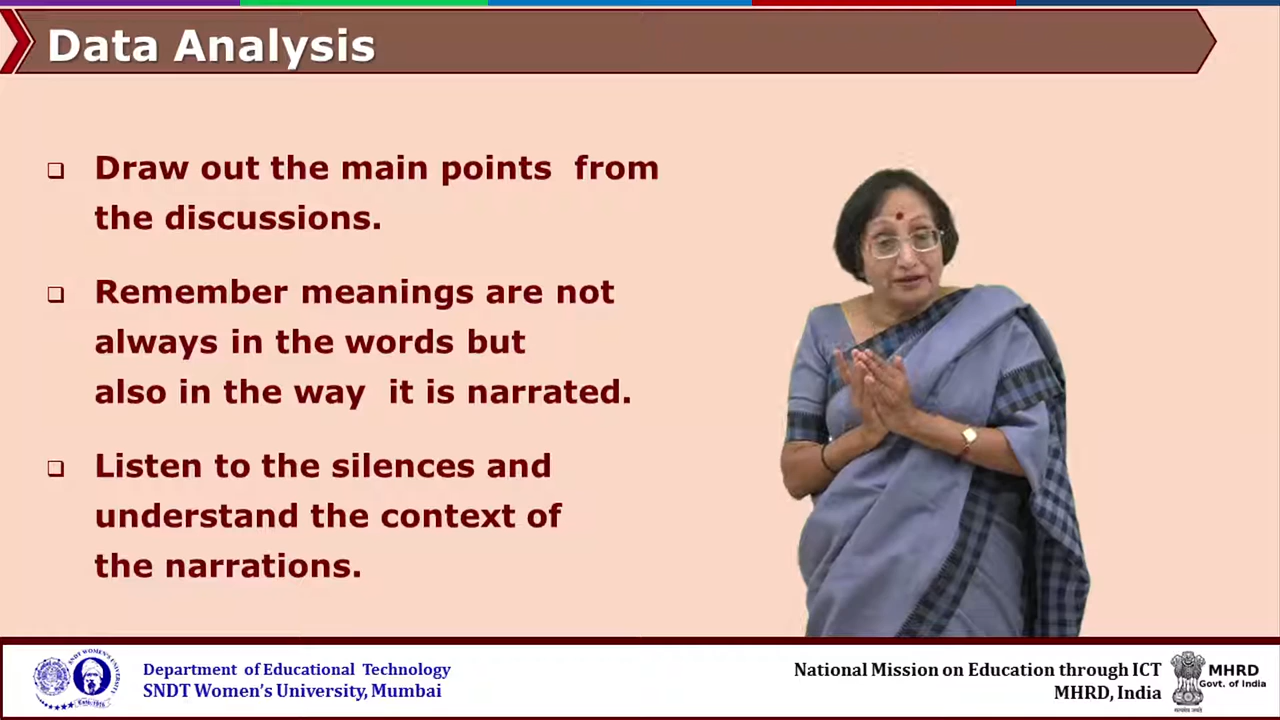 Data Analysis
Draw out the main points from
the discussions.
Remember meanings are not
always in the words but
also in the way it is narrated.
Listen to the silences and
understand the context of
the narrations.
Department of Educational Technology
SNDT Women's University, Mumbai
National Mission on Education through ICT
MHRD, India
MHRD
Govt. of India